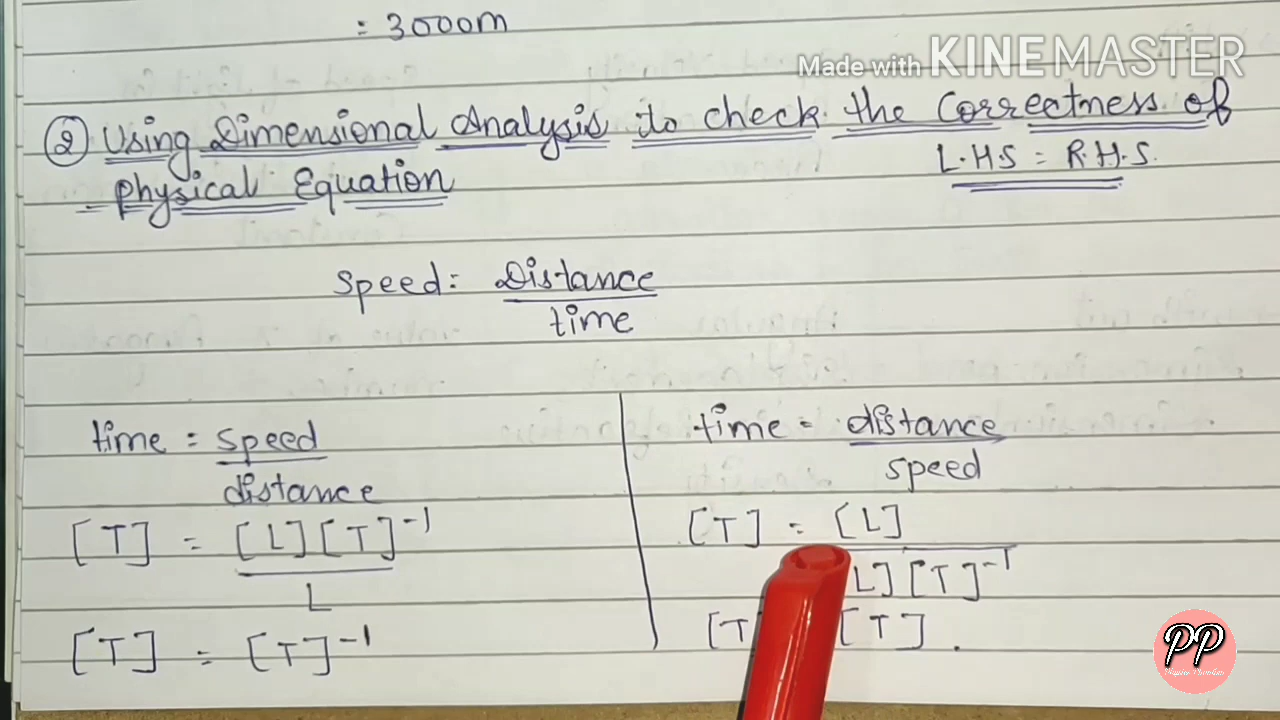 = 3000m
Made with KINEMASTER
② Using Dimensional Analysis to check the Correctness of
Physical Equation
L.H.S = R.H.S.
Speed = Distance
time
time = speed
distance
[T] = [L][T]⁻¹
L
[T] = [T]⁻¹
time = distance
speed
[T] = [L]
L][T]⁻¹
[T [T].
PP